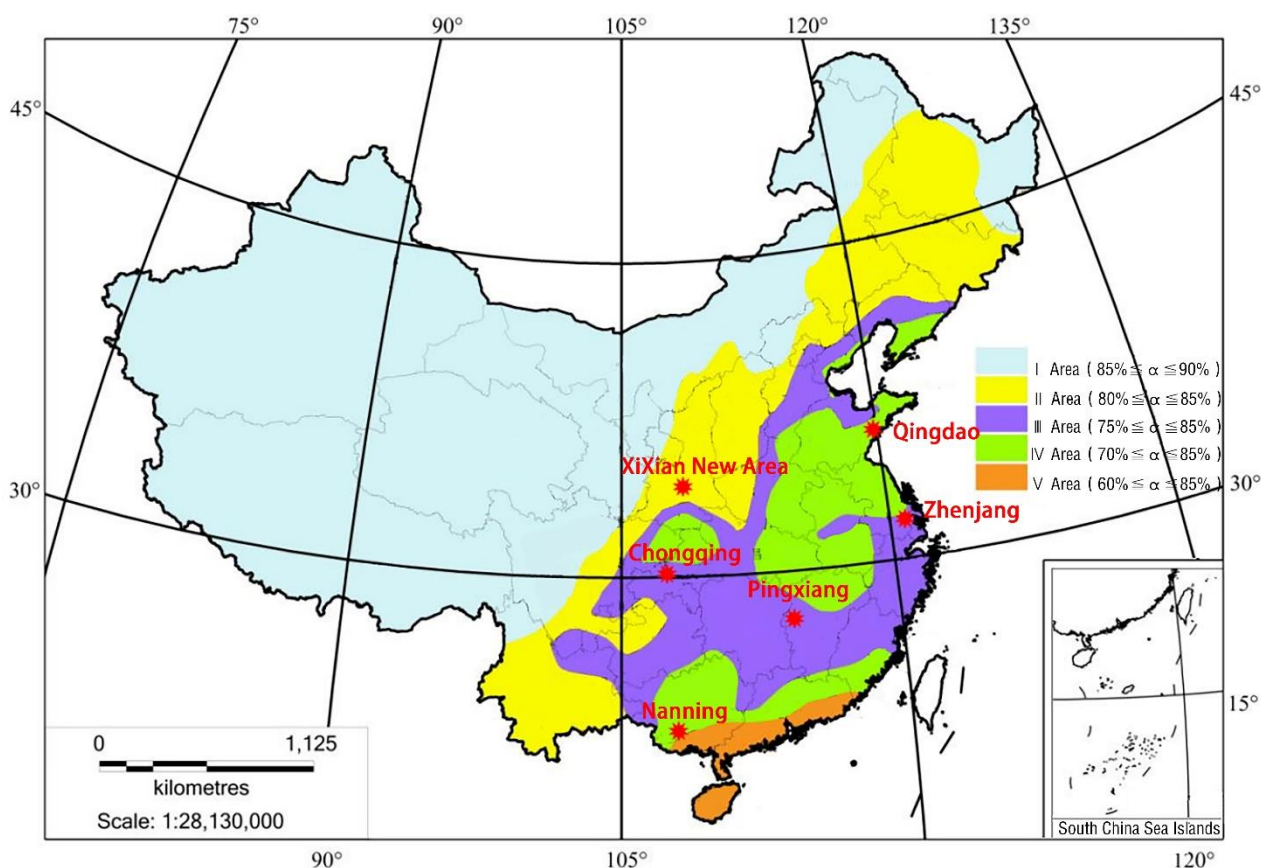 75°
90°
105°
120°
135°
45°
45°
I Area ( 85%≦ α ≦90% )
II Area ( 80%≦ α ≦85% )
III Area ( 75%≦ α ≦85% )
IV Area ( 70%≦ α ≦85% )
V Area ( 60%≦ α ≦85% )
Qingdao
XiXian New Area
30°
30°
Zhenjang
Chongqing
Pingxiang
Nanning
15°
0
1,125
kilometres
Scale: 1:28,130,000
South China Sea Islands
90°
105°
120°